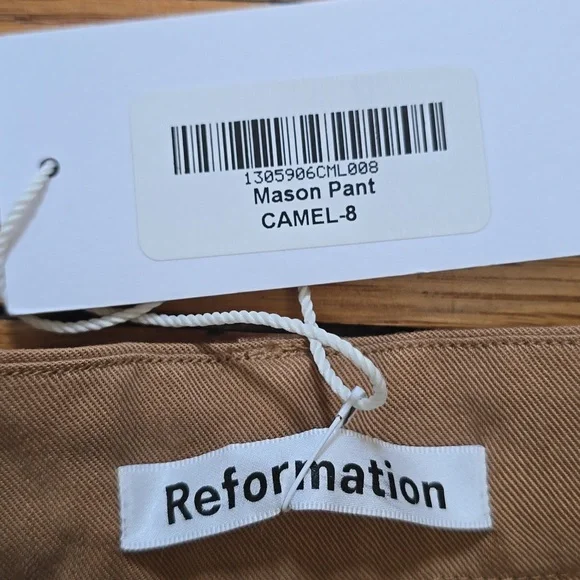 1305906CML008
Mason Pant
CAMEL-8
Reformation